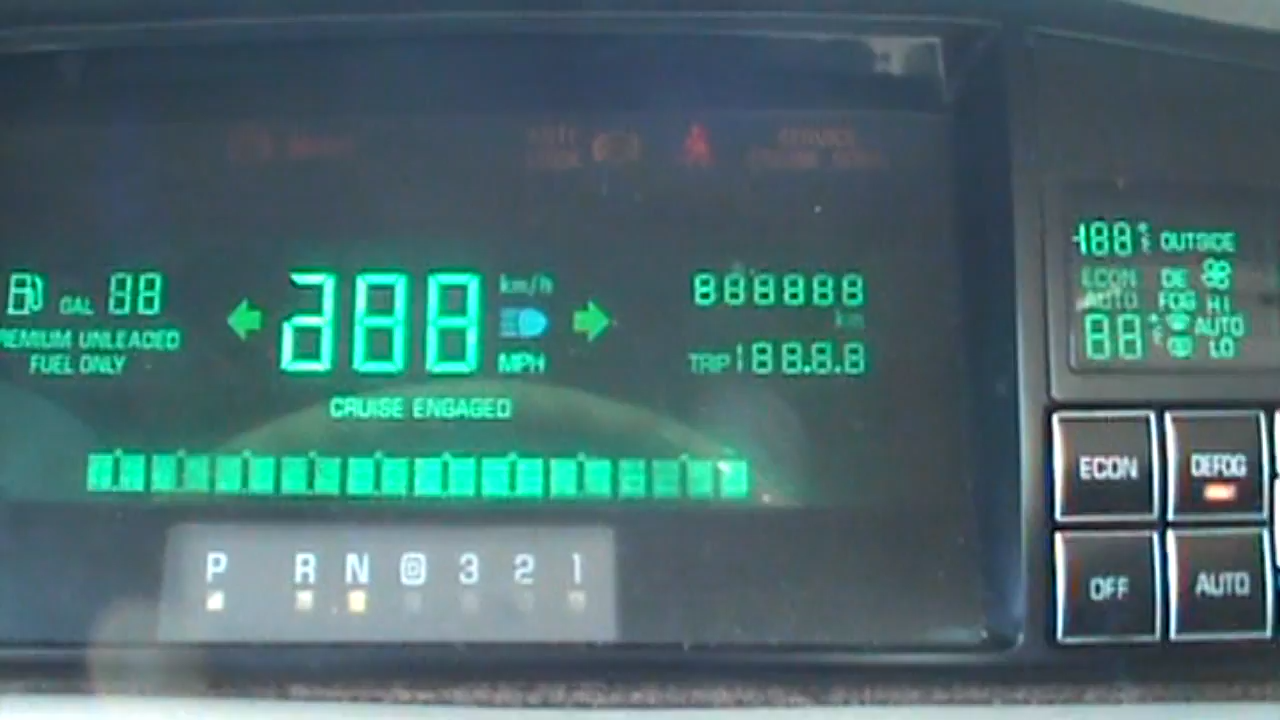 GAL 88
PREMIUM UNLEADED
FUEL ONLY
288
km/h
MPH
CRUISE ENGAGED
888888
km
TRIP 188.8.8
P R N D 3 2 1
-188°F OUTSIDE
ECON DE
AUTO FOG HI
88 AUTO
LO
ECON
DEFOG
OFF
AUTO
SERVICE